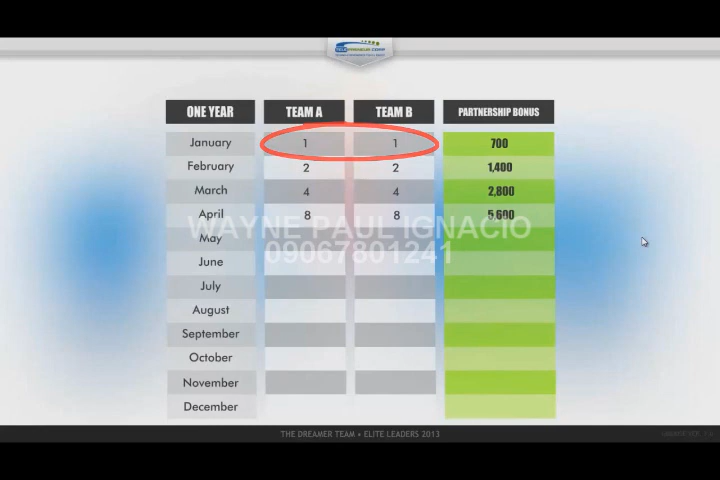 TELEPRENEUR CORP
ONE YEAR TEAM A TEAM B PARTNERSHIP BONUS
January 1 1 700
February 2 2 1,400
March 4 4 2,800
April 8 8 5,600
WAYNE PAUL IGNACIO
May
09067801241
June
July
August
September
October
November
December
THE DREAMER TEAM • ELITE LEADERS 2013